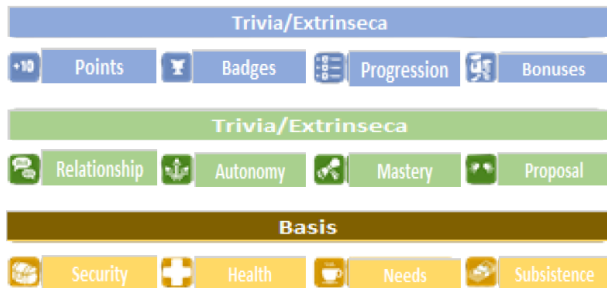 Trivia/Extrinseca
+10 Points Badges Progression Bonuses
Trivia/Extrinseca
Relationship Autonomy Mastery Proposal
Basis
Security Health Needs Subsistence